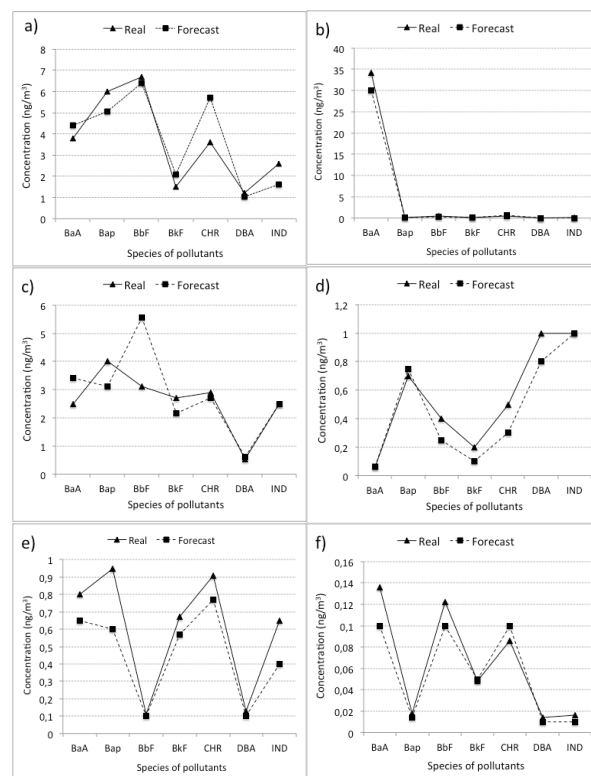 a)
Real Forecast
Concentration (ng/m³)
8
7
6
5
4
3
2
1
0
BaA Bap BbF BkF CHR DBA IND
Species of pollutants
b)
Real Forecast
Concentration (ng/m³)
40
35
30
25
20
15
10
5
0
BaA Bap BbF BkF CHR DBA IND
Species of pollutants
c)
Real Forecast
Concentration (ng/m³)
6
5
4
3
2
1
0
BaA Bap BbF BkF CHR DBA IND
Species of pollutants
d)
Real Forecast
Concentration (ng/m³)
1,2
1
0,8
0,6
0,4
0,2
0
BaA Bap BbF BkF CHR DBA IND
Species of pollutants
e)
Real Forecast
Concentration (ng/m³)
1
0,9
0,8
0,7
0,6
0,5
0,4
0,3
0,2
0,1
0
BaA Bap BbF BkF CHR DBA IND
Species of pollutants
f)
Real Forecast
Concentration (ng/m³)
0,16
0,14
0,12
0,1
0,08
0,06
0,04
0,02
0
BaA Bap BbF BkF CHR DBA IND
Species of pollutants